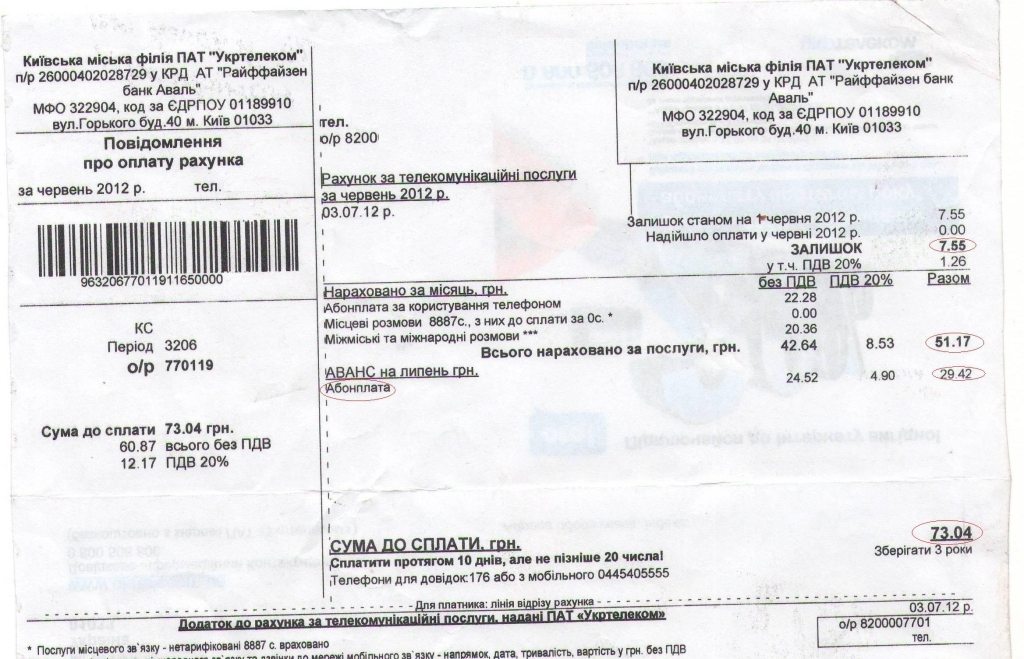 Київська міська філія ПАТ "Укртелеком"
п/р 26000402028729 у КРД АТ "Райффайзен
банк Аваль"
МФО 322904, код за ЄДРПОУ 01189910
вул.Горького буд.40 м. Київ 01033
Повідомлення
про оплату рахунка
за червень 2012 р. тел.
96320677011911650000
КС
Період 3206
о/р 770119
Сума до сплати 73.04 грн.
60.87 всього без ПДВ
12.17 ПДВ 20%
тел.
о/р 8200
Рахунок за телекомунікаційні послуги
за червень 2012 р.
03.07.12 р.
Київська міська філія ПАТ "Укртелеком"
п/р 26000402028729 у КРД АТ "Райффайзен банк
Аваль"
МФО 322904, код за ЄДРПОУ 01189910
вул.Горького буд.40 м. Київ 01033
Залишок станом на 1 червня 2012 р. 7.55
Надійшло оплати у червні 2012 р. 0.00
ЗАЛИШОК 7.55
у т.ч. ПДВ 20% 1.26
Нараховано за місяць, грн. без ПДВ ПДВ 20% Разом
Абонплата за користування телефоном 22.28
Місцеві розмови 8887с., з них до сплати за 0с. * 0.00
Міжміські та міжнародні розмови *** 20.36
Всього нараховано за послуги, грн. 42.64 8.53 51.17
АВАНС на липень грн.
Абонплата 24.52 4.90 29.42
СУМА ДО СПЛАТИ, грн. 73.04
Сплатити протягом 10 днів, але не пізніше 20 числа! Зберігати 3 роки
Телефони для довідок:176 або з мобільного 0445405555
Для платника: лінія відрізу рахунка
03.07.12 р.
Додаток до рахунка за телекомунікаційні послуги, надані ПАТ «Укртелеком»
о/р 8200007701
тел.
* Послуги місцевого зв`язку - нетарифіковані 8887 с. враховано
мобільного зв`язку - напрямок, дата, тривалість, вартість у грн. без ПДВ